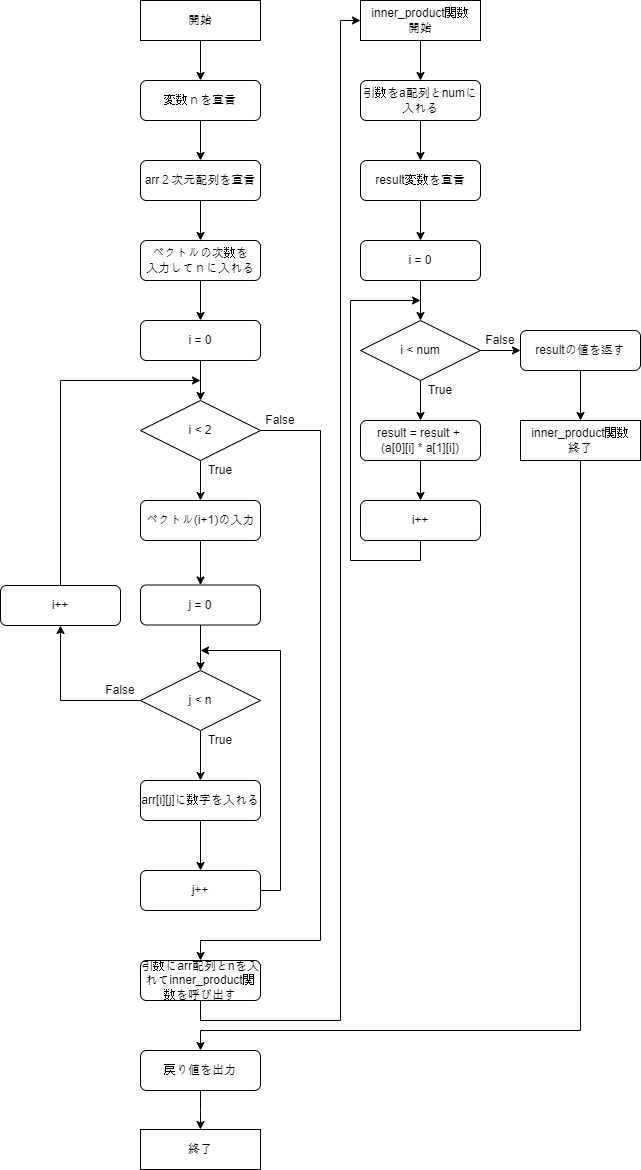 開始
変数 n を宣言
arr 2 次元配列を宣言
ベクトルの次数を
入力して n に入れる
i = 0
i < 2
False
True
ベクトル(i+1)の入力
j = 0
i++
j < n
False
True
arr[i][j]に数字を入れる
j++
引数にarr配列とnを入
れてinner_product関
数を呼び出す
戻り値を出力
終了
inner_product関数
開始
引数をa配列とnumに
入れる
result変数を宣言
i = 0
i < num
False
True
resultの値を返す
result = result +
(a[0][i] * a[1][i])
i++
inner_product関数
終了